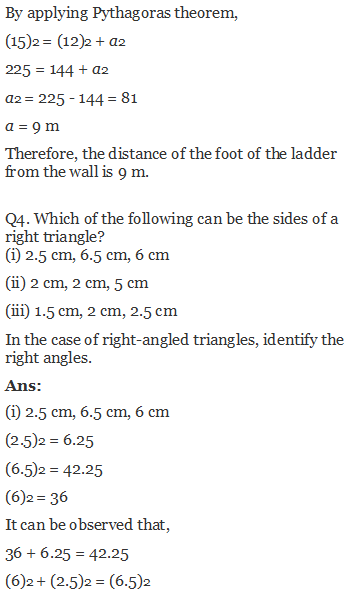 By applying Pythagoras theorem,
(15)2 = (12)2 + a2
225 = 144 + a2
a2 = 225 - 144 = 81
a = 9 m
Therefore, the distance of the foot of the ladder
from the wall is 9 m.
Q4. Which of the following can be the sides of a
right triangle?
(i) 2.5 cm, 6.5 cm, 6 cm
(ii) 2 cm, 2 cm, 5 cm
(iii) 1.5 cm, 2 cm, 2.5 cm
In the case of right-angled triangles, identify the
right angles.
Ans:
(i) 2.5 cm, 6.5 cm, 6 cm
(2.5)2 = 6.25
(6.5)2 = 42.25
(6)2 = 36
It can be observed that,
36 + 6.25 = 42.25
(6)2 + (2.5)2 = (6.5)2